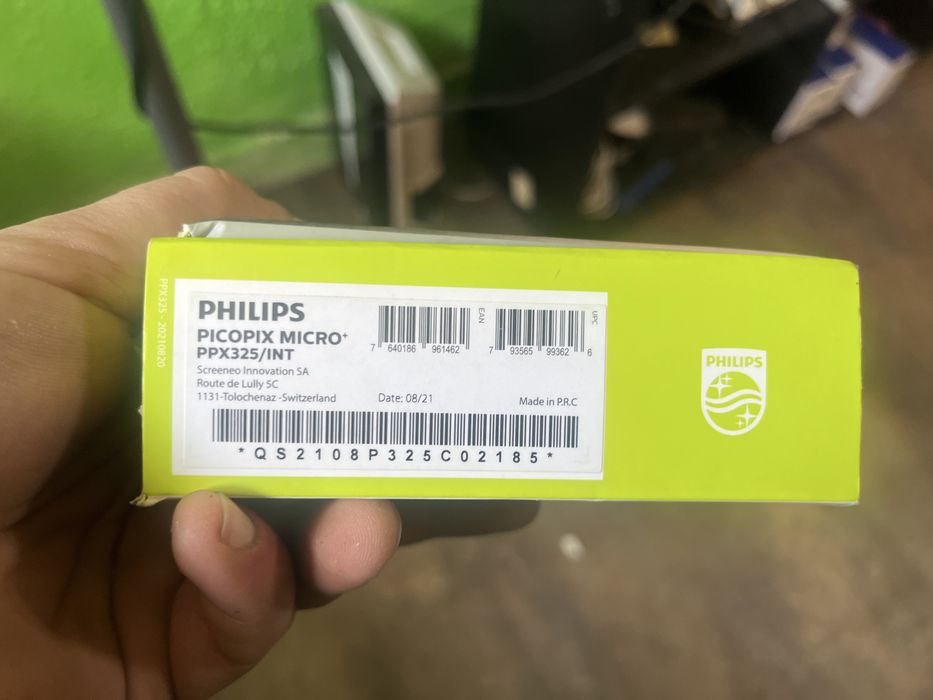 PPX325 - 20210820
PHILIPS
PICOPIX MICRO⁺
PPX325/INT
Screeneo Innovation SA
Route de Lully 5C
1131-Tolochenaz -Switzerland
Date: 08/21
Made in P.R.C
EAN
7 640186 961462
UPC
7 93565 99362 6
*QS2108P325C02185*
PHILIPS